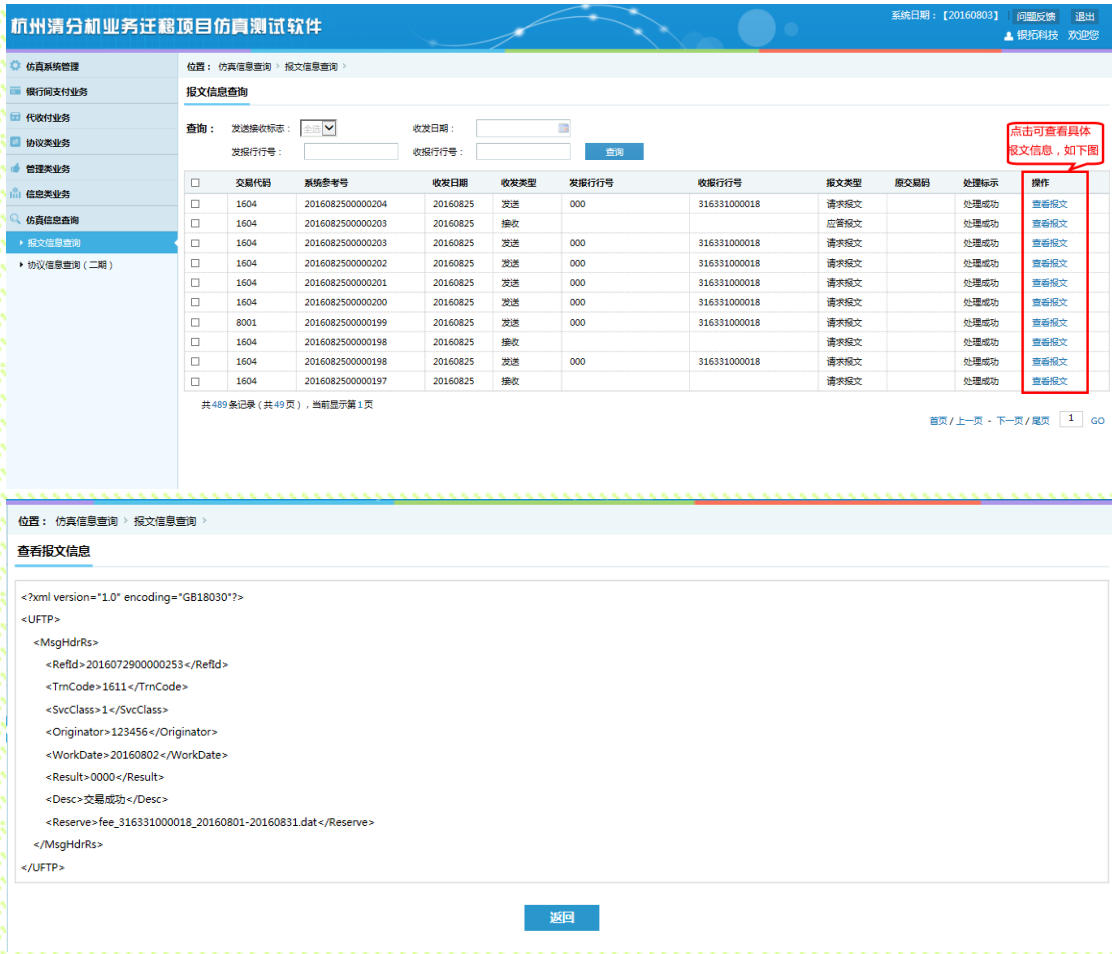 杭州清分机业务迁移项目仿真测试软件
系统日期：【20160803】 问题反馈 退出
银拓科技 欢迎您
仿真系统管理
银行间支付业务
代收付业务
协议类业务
管理类业务
信息类业务
仿真信息查询
报文信息查询
协议信息查询（二期）
位置： 仿真信息查询 > 报文信息查询 >
报文信息查询
查询： 发送接收标志： 全选 收发日期：
发报行行号： 收报行行号： 查询
点击可查看具体
报文信息，如下图
交易代码 系统参考号 收发日期 收发类型 发报行行号 收报行行号 报文类型 原交易码 处理标示 操作
1604 2016082500000204 20160825 发送 000 316331000018 请求报文 处理成功 查看报文
1604 2016082500000203 20160825 接收 应答报文 处理成功 查看报文
1604 2016082500000203 20160825 发送 000 316331000018 请求报文 处理成功 查看报文
1604 2016082500000202 20160825 发送 000 316331000018 请求报文 处理成功 查看报文
1604 2016082500000201 20160825 发送 000 316331000018 请求报文 处理成功 查看报文
1604 2016082500000200 20160825 发送 000 316331000018 请求报文 处理成功 查看报文
8001 2016082500000199 20160825 发送 000 316331000018 请求报文 处理成功 查看报文
1604 2016082500000198 20160825 接收 请求报文 处理成功 查看报文
1604 2016082500000198 20160825 发送 000 316331000018 请求报文 处理成功 查看报文
1604 2016082500000197 20160825 接收 请求报文 处理成功 查看报文
共489条记录（共49页），当前显示第1页
首页 / 上一页 - 下一页 / 尾页 1 GO
位置： 仿真信息查询 > 报文信息查询 >
查看报文信息
<?xml version="1.0" encoding="GB18030"?>
<UFTP>
<MsgHdrRs>
<RefId>2016072900000253</RefId>
<TrnCode>1611</TrnCode>
<SvcClass>1</SvcClass>
<Originator>123456</Originator>
<WorkDate>20160802</WorkDate>
<Result>0000</Result>
<Desc>交易成功</Desc>
<Reserve>fee_316331000018_20160801-20160831.dat</Reserve>
</MsgHdrRs>
</UFTP>
返回